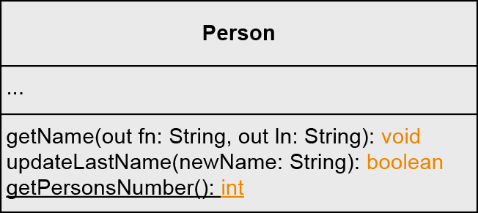 Person
...
getName(out fn: String, out ln: String): void
updateLastName(newName: String): boolean
getPersonsNumber(): int